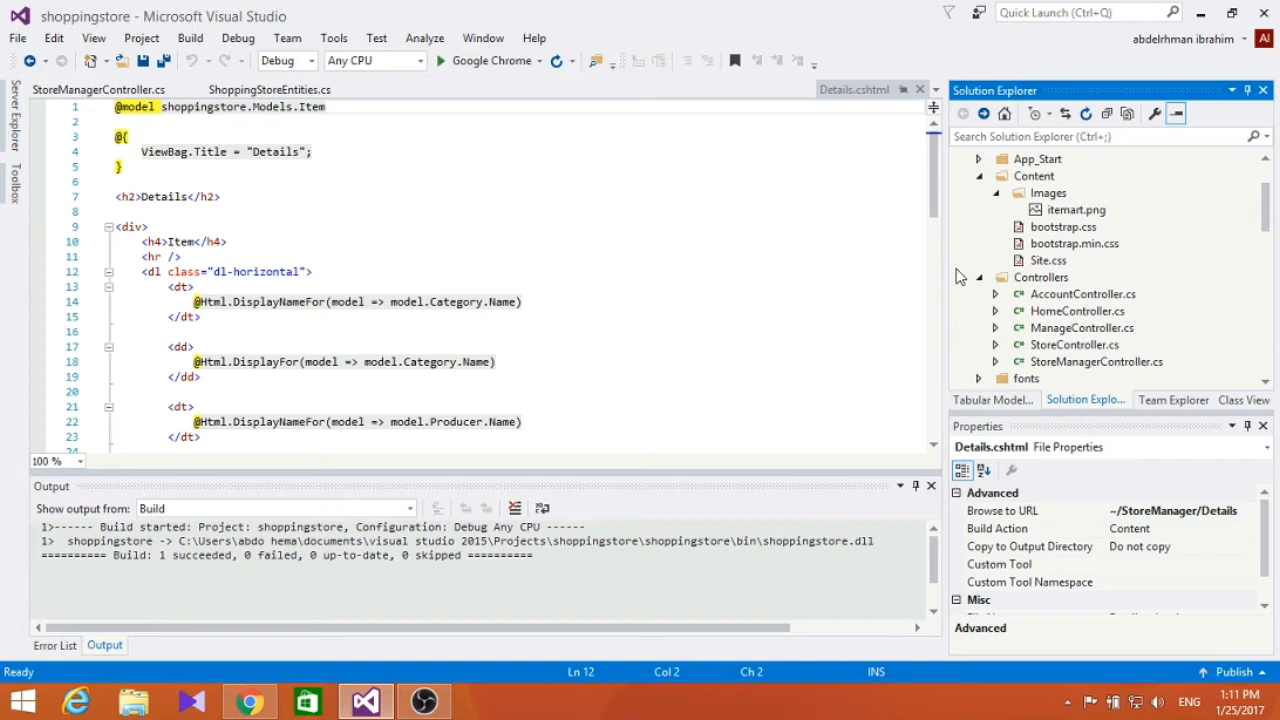 shoppingstore - Microsoft Visual Studio
Quick Launch (Ctrl+Q)
File Edit View Project Build Debug Team Tools Test Analyze Window Help
abdelrhman ibrahim AI
Debug Any CPU Google Chrome
Server Explorer
Toolbox
StoreManagerController.cs ShoppingStoreEntities.cs Details.cshtml
1 @model shoppingstore.Models.Item
2
3 @{
4 ViewBag.Title = "Details";
5 }
6
7 <h2>Details</h2>
8
9 <div>
10 <h4>Item</h4>
11 <hr />
12 <dl class="dl-horizontal">
13 <dt>
14 @Html.DisplayNameFor(model => model.Category.Name)
15 </dt>
16
17 <dd>
18 @Html.DisplayFor(model => model.Category.Name)
19 </dd>
20
21 <dt>
22 @Html.DisplayNameFor(model => model.Producer.Name)
23 </dt>
24
100 %
Output
Show output from: Build
1>------ Build started: Project: shoppingstore, Configuration: Debug Any CPU ------
1> shoppingstore -> C:\Users\abdo hema\documents\visual studio 2015\Projects\shoppingstore\shoppingstore\bin\shoppingstore.dll
========== Build: 1 succeeded, 0 failed, 0 up-to-date, 0 skipped ==========
Error List Output
Solution Explorer
Search Solution Explorer (Ctrl+;)
App_Start
Content
Images
itemart.png
bootstrap.css
bootstrap.min.css
Site.css
Controllers
C# AccountController.cs
C# HomeController.cs
C# ManageController.cs
C# StoreController.cs
C# StoreManagerController.cs
fonts
Tabular Model... Solution Explo... Team Explorer Class View
Properties
Details.cshtml File Properties
Advanced
Browse to URL ~/StoreManager/Details
Build Action Content
Copy to Output Directory Do not copy
Custom Tool
Custom Tool Namespace
Misc
Advanced
Ready Ln 12 Col 2 Ch 2 INS Publish
ENG
1:11 PM
1/25/2017